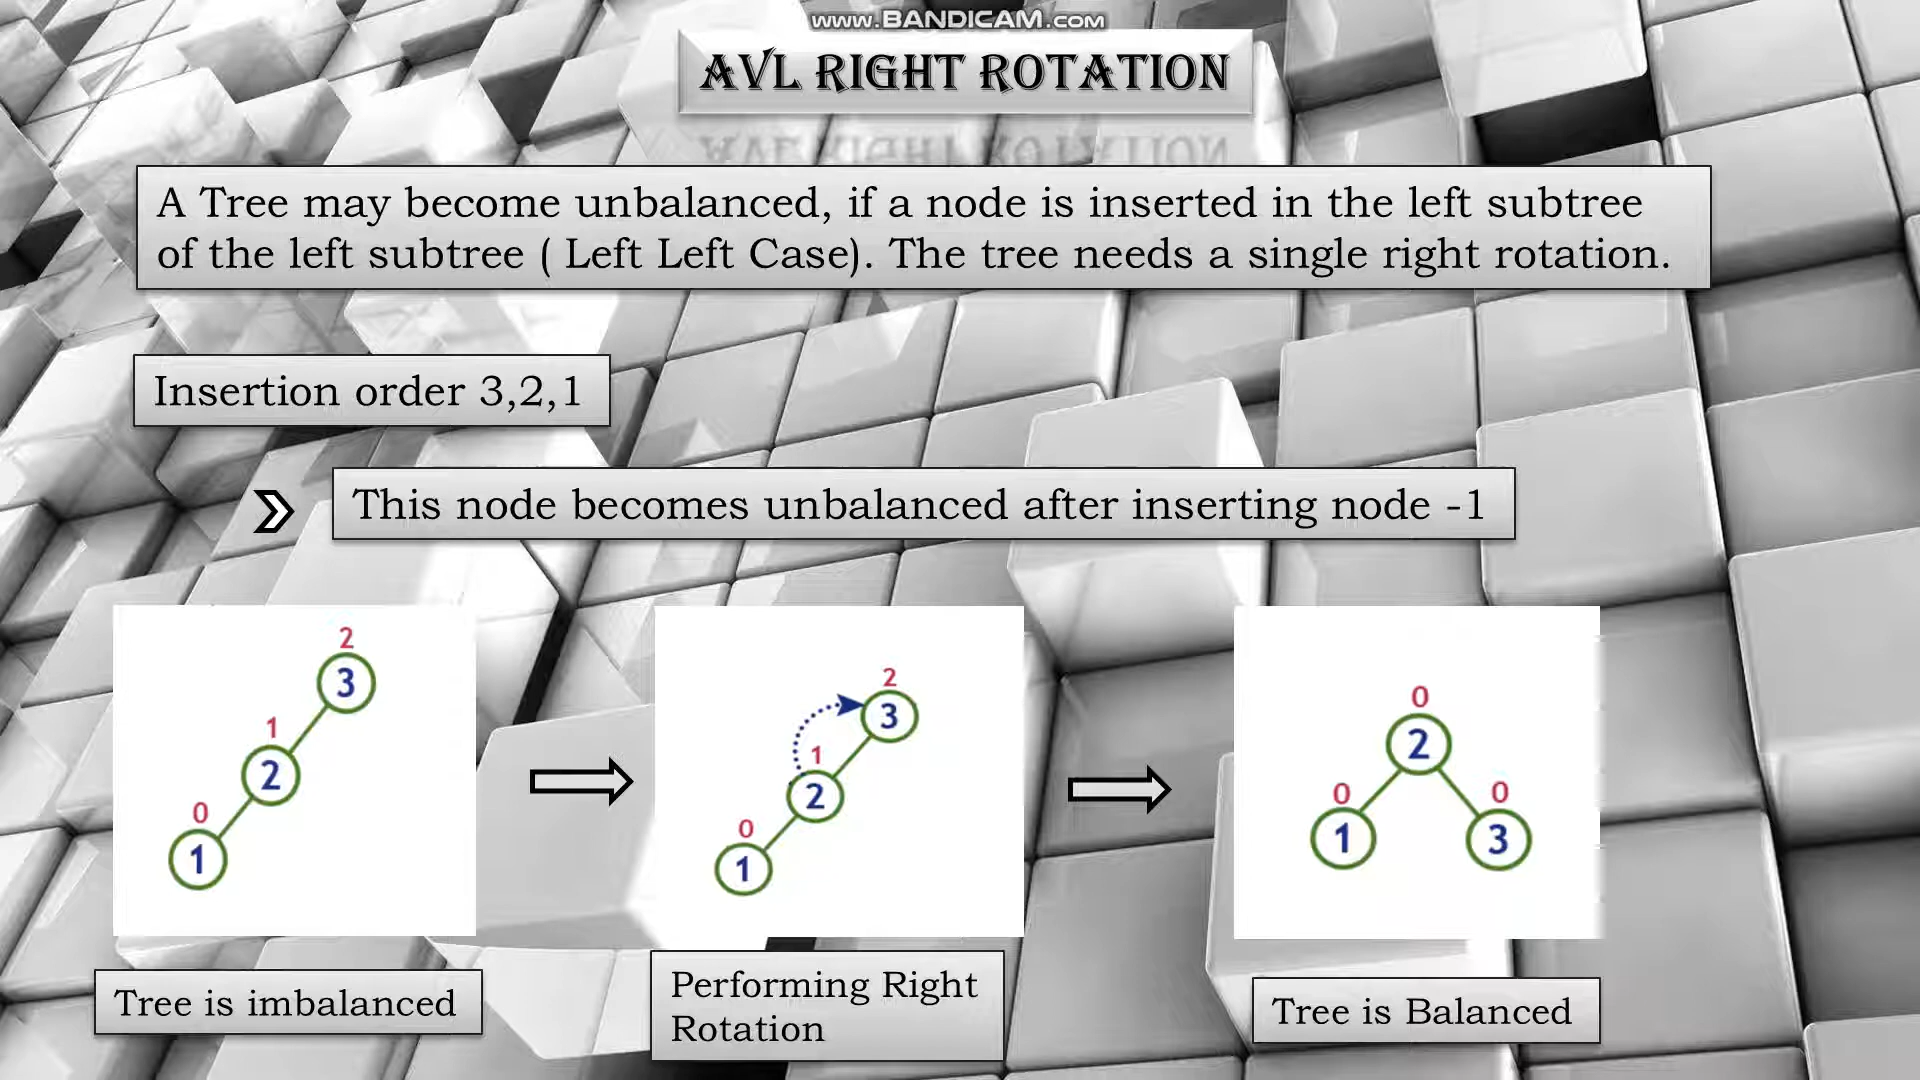 www.BANDICAM.com
AVL RIGHT ROTATION
A Tree may become unbalanced, if a node is inserted in the left subtree
of the left subtree ( Left Left Case). The tree needs a single right rotation.
Insertion order 3,2,1
This node becomes unbalanced after inserting node -1
2
3
1
2
0
1
2
3
1
2
0
1
0
2
0
0
1
3
Tree is imbalanced
Performing Right
Rotation
Tree is Balanced